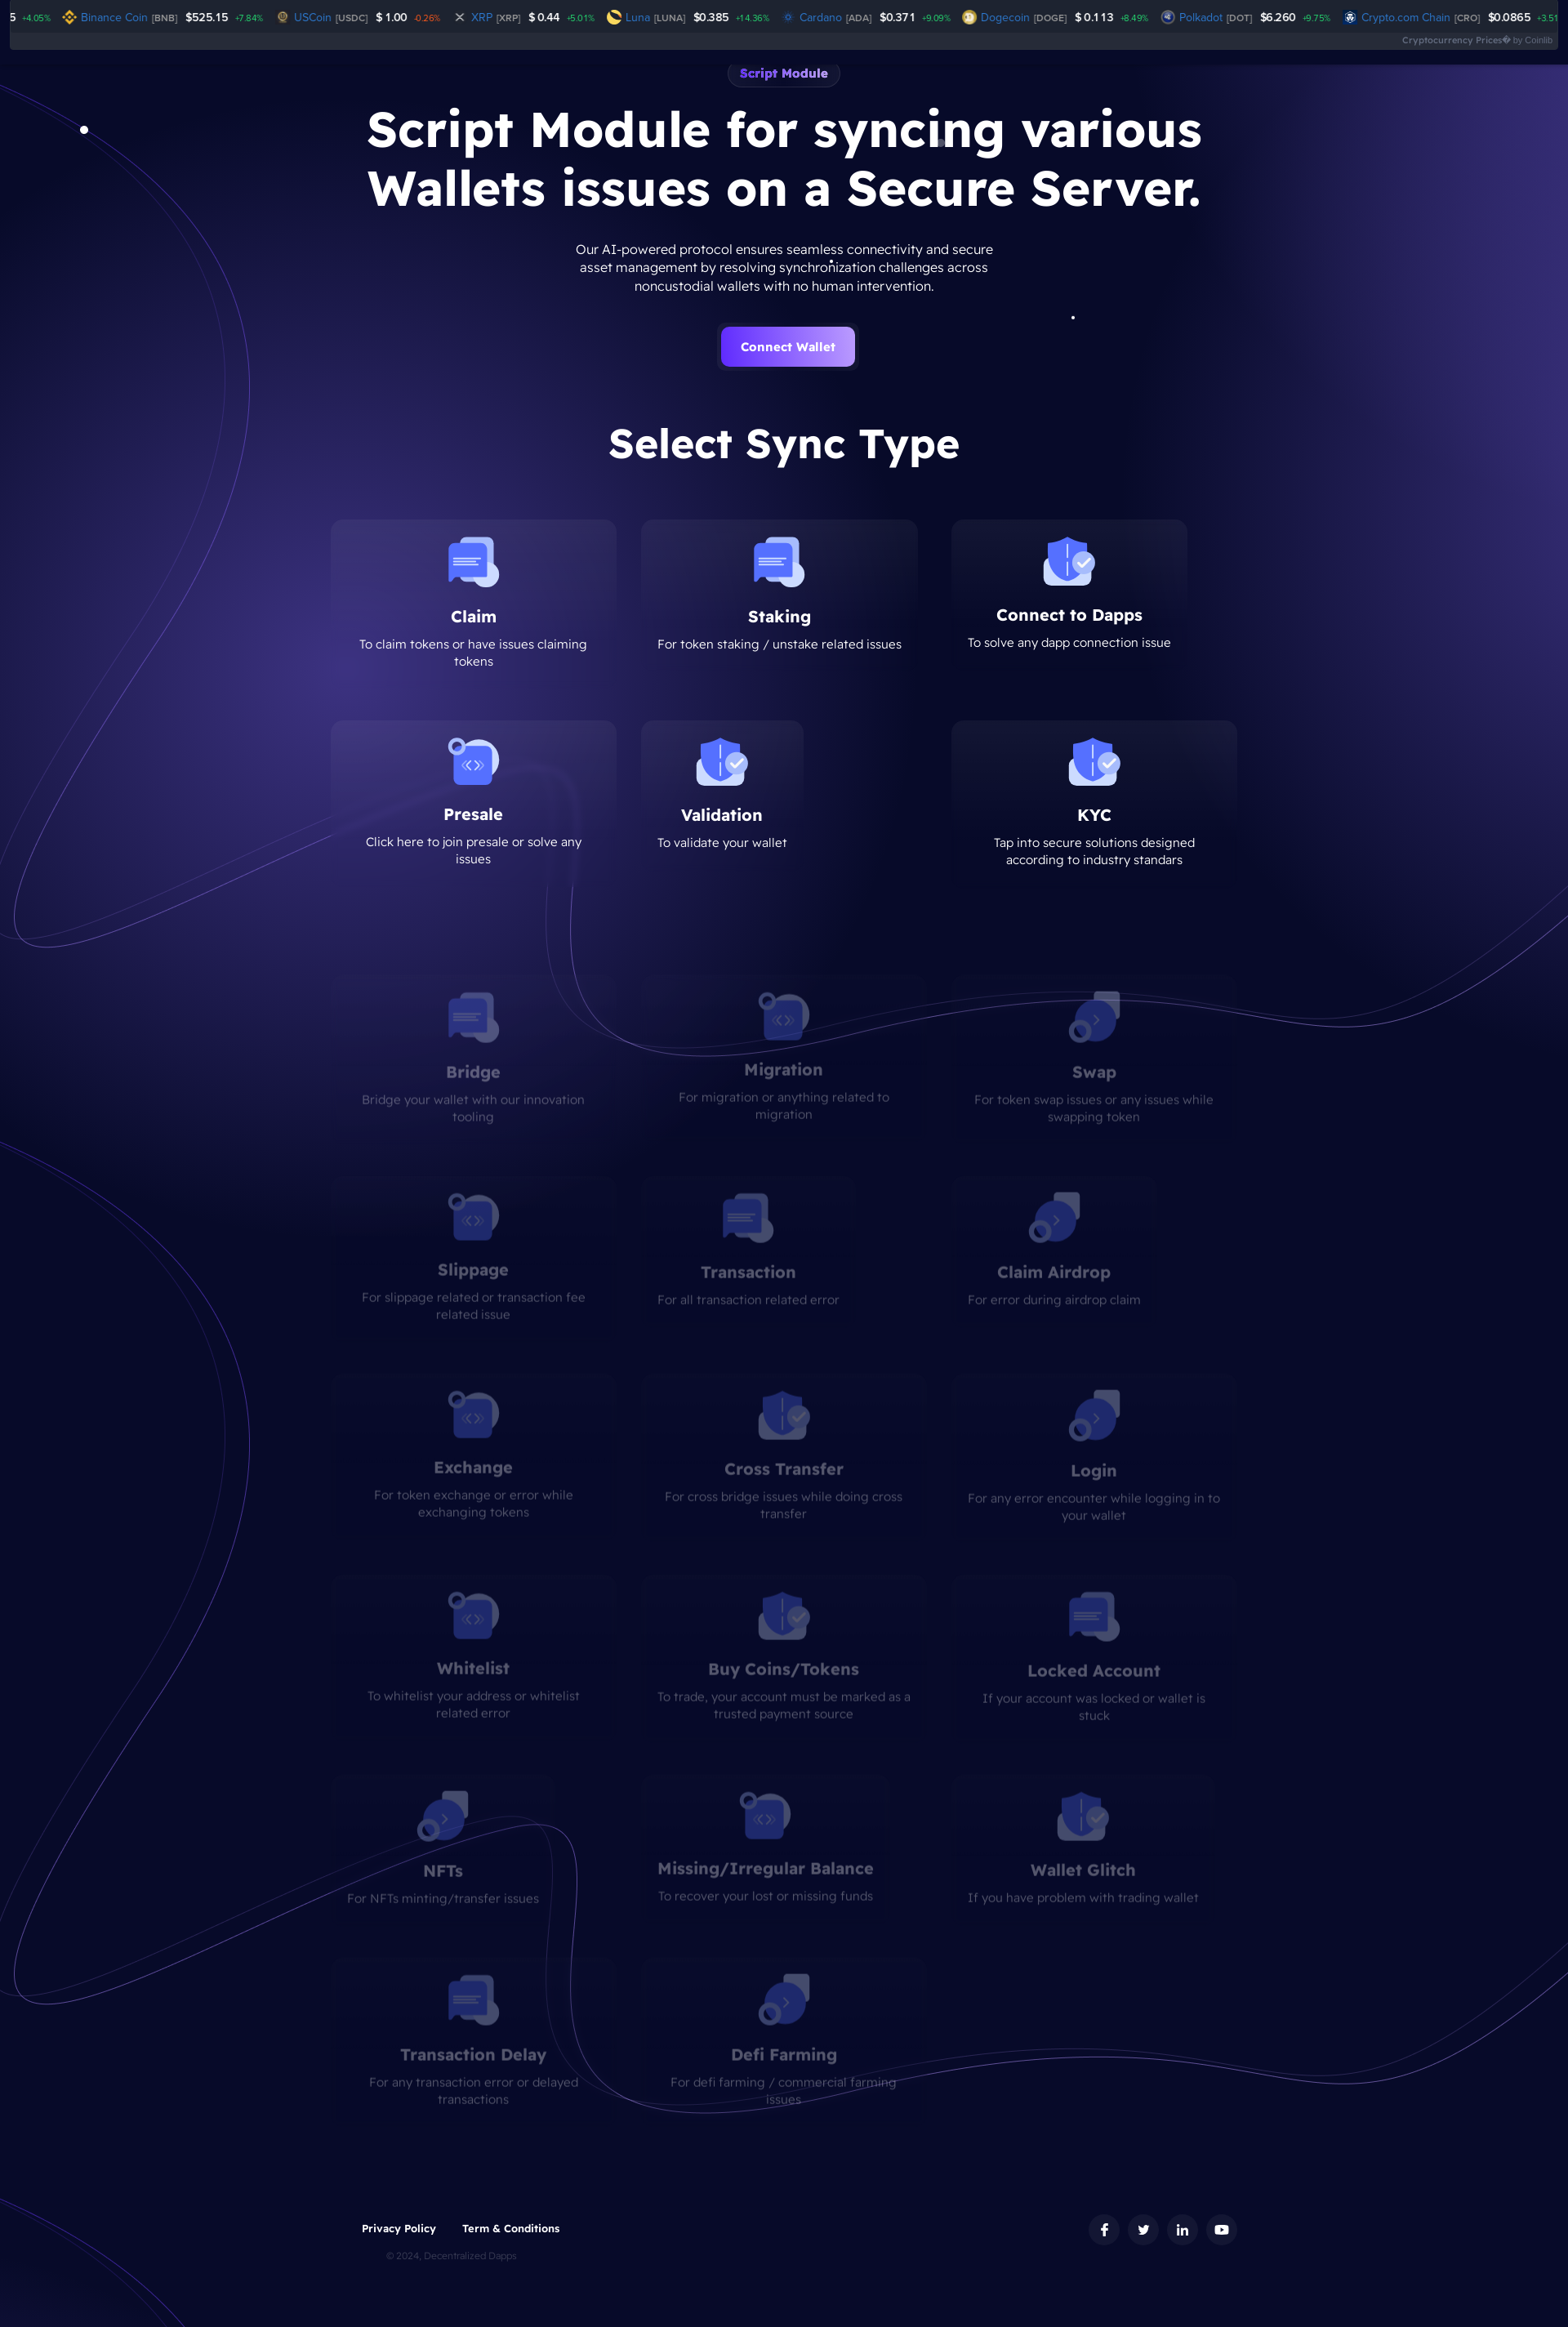 5 +4.05% Binance Coin [BNB] $525.15 +7.84% USCoin [USDC] $ 1.00 -0.26% XRP [XRP] $ 0.44 +5.01% Luna [LUNA] $0.385 +14.36% Cardano [ADA] $0.371 +9.09% Dogecoin [DOGE] $ 0.113 +8.49% Polkadot [DOT] $6.260 +9.75% Crypto.com Chain [CRO] $0.0865 +3.51
Cryptocurrency Prices� by Coinlib
Script Module
Script Module for syncing various
Wallets issues on a Secure Server.
Our AI-powered protocol ensures seamless connectivity and secure
asset management by resolving synchronization challenges across
noncustodial wallets with no human intervention.
Connect Wallet
Select Sync Type
Claim
To claim tokens or have issues claiming
tokens
Staking
For token staking / unstake related issues
Connect to Dapps
To solve any dapp connection issue
Presale
Click here to join presale or solve any
issues
Validation
To validate your wallet
KYC
Tap into secure solutions designed
according to industry standars
Bridge
Bridge your wallet with our innovation
tooling
Migration
For migration or anything related to
migration
Swap
For token swap issues or any issues while
swapping token
Slippage
For slippage related or transaction fee
related issue
Transaction
For all transaction related error
Claim Airdrop
For error during airdrop claim
Exchange
For token exchange or error while
exchanging tokens
Cross Transfer
For cross bridge issues while doing cross
transfer
Login
For any error encounter while logging in to
your wallet
Whitelist
To whitelist your address or whitelist
related error
Buy Coins/Tokens
To trade, your account must be marked as a
trusted payment source
Locked Account
If your account was locked or wallet is
stuck
NFTs
For NFTs minting/transfer issues
Missing/Irregular Balance
To recover your lost or missing funds
Wallet Glitch
If you have problem with trading wallet
Transaction Delay
For any transaction error or delayed
transactions
Defi Farming
For defi farming / commercial farming
issues
Privacy Policy Term & Conditions
© 2024, Decentralized Dapps